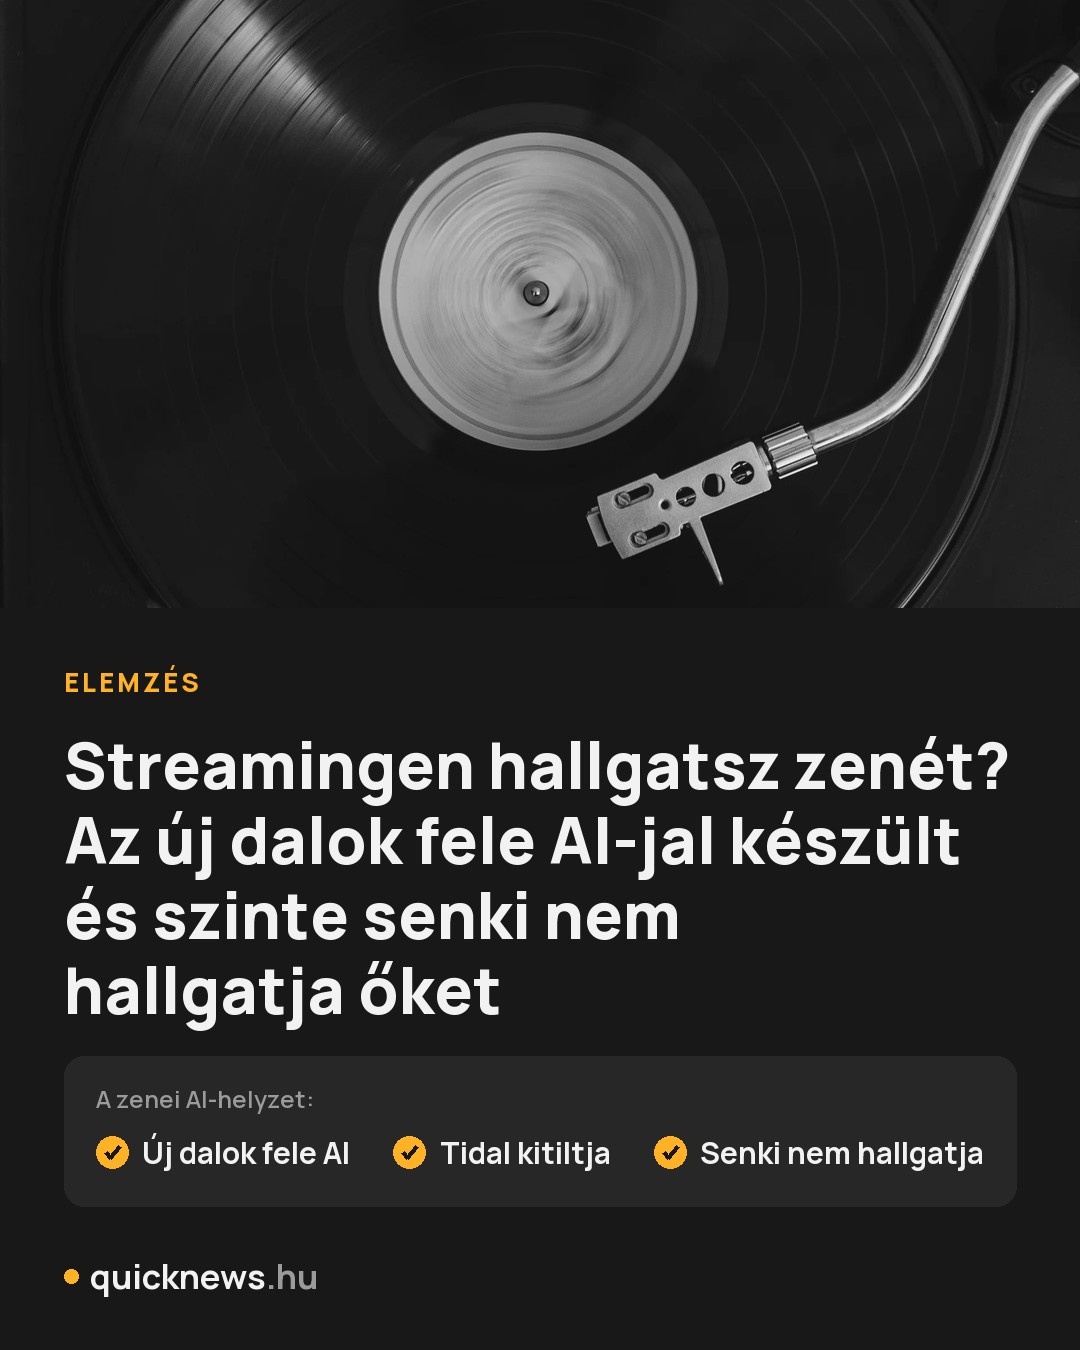 ELEMZÉS
Streamingen hallgatsz zenét?
Az új dalok fele AI-jal készült
és szinte senki nem
hallgatja őket
A zenei AI-helyzet:
Új dalok fele AI
Tidal kitiltja
Senki nem hallgatja
quicknews.hu